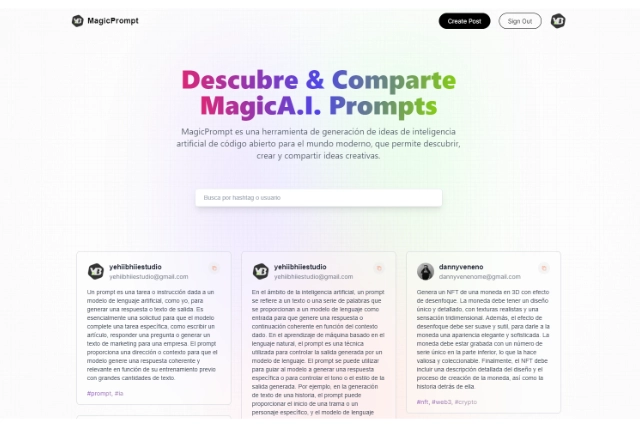 MagicPrompt
Create Post
Sign Out
Descubre & Comparte
MagicA.I. Prompts
MagicPrompt es una herramienta de generación de ideas de inteligencia
artificial de código abierto para el mundo moderno, que permite descubrir,
crear y compartir ideas creativas.
Busca por hashtag o usuario
yehiibhiiestudio
yehiibhiiestudio@gmail.com
Un prompt es una tarea o instrucción dada a un
modelo de lenguaje artificial, como yo, para
generar una respuesta o texto de salida. Es
esencialmente una solicitud para que el modelo
complete una tarea específica, como escribir un
artículo, responder una pregunta o generar un
texto de marketing para una empresa. El prompt
proporciona una dirección o contexto para que el
modelo genere una respuesta coherente y
relevante en función de su entrenamiento previo
con grandes cantidades de texto.
#prompt, #ia
yehiibhiiestudio
yehiibhiiestudio@gmail.com
En el ámbito de la inteligencia artificial, un prompt
se refiere a un texto o una serie de palabras que
se proporcionan a un modelo de lenguaje como
entrada para que genere una respuesta o
continuación coherente en función del contexto
dado. En el aprendizaje de máquina basado en el
lenguaje natural, el prompt es una técnica
utilizada para controlar la salida generada por un
modelo de lenguaje. El prompt se puede utilizar
para guiar al modelo a generar una respuesta
específica o para controlar el tono o el estilo de la
salida generada. Por ejemplo, en la generación
de texto de una historia, el prompt puede
proporcionar el inicio de una trama o un
personaje específico, y el modelo de lenguaje
dannyveneno
dannyvenenome@gmail.com
Genera un NFT de una moneda en 3D con efecto
de desenfoque. La moneda debe tener un diseño
único y detallado, con texturas realistas y una
sensación tridimensional. Además, el efecto de
desenfoque debe ser suave y sutil, para darle a la
moneda una apariencia elegante y sofisticada. La
moneda debe estar grabada con un número de
serie único en la parte inferior, lo que la hace
valiosa y coleccionable. Finalmente, el NFT debe
incluir una descripción detallada del diseño y el
proceso de creación de la moneda, así como la
historia detrás de ella.
#nft, #web3, #crypto